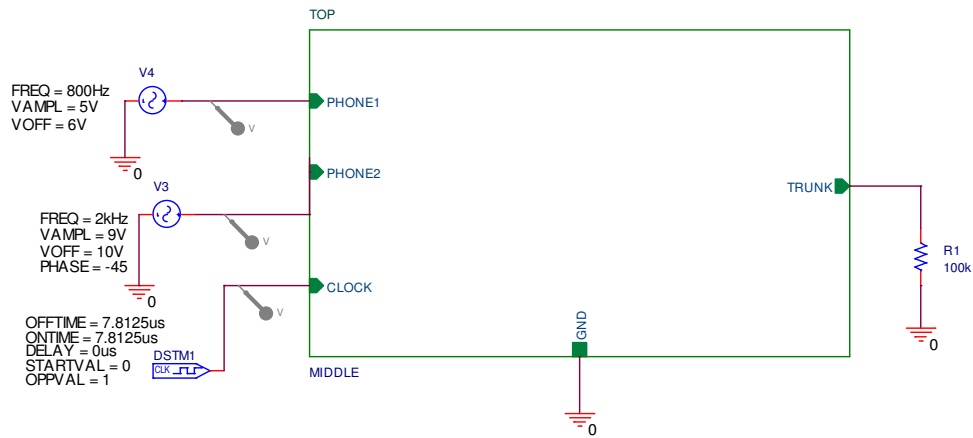 TOP
V4
FREQ = 800Hz
VAMPL = 5V
VOFF = 6V
PHONE1
V
0
PHONE2
V3
TRUNK
FREQ = 2kHz
VAMPL = 9V
VOFF = 10V
PHASE = -45
V
R1
100k
CLOCK
0
V
GND
OFFTIME = 7.8125us
ONTIME = 7.8125us
DELAY = 0us
STARTVAL = 0
OPPVAL = 1
DSTM1
CLK
0
MIDDLE
0